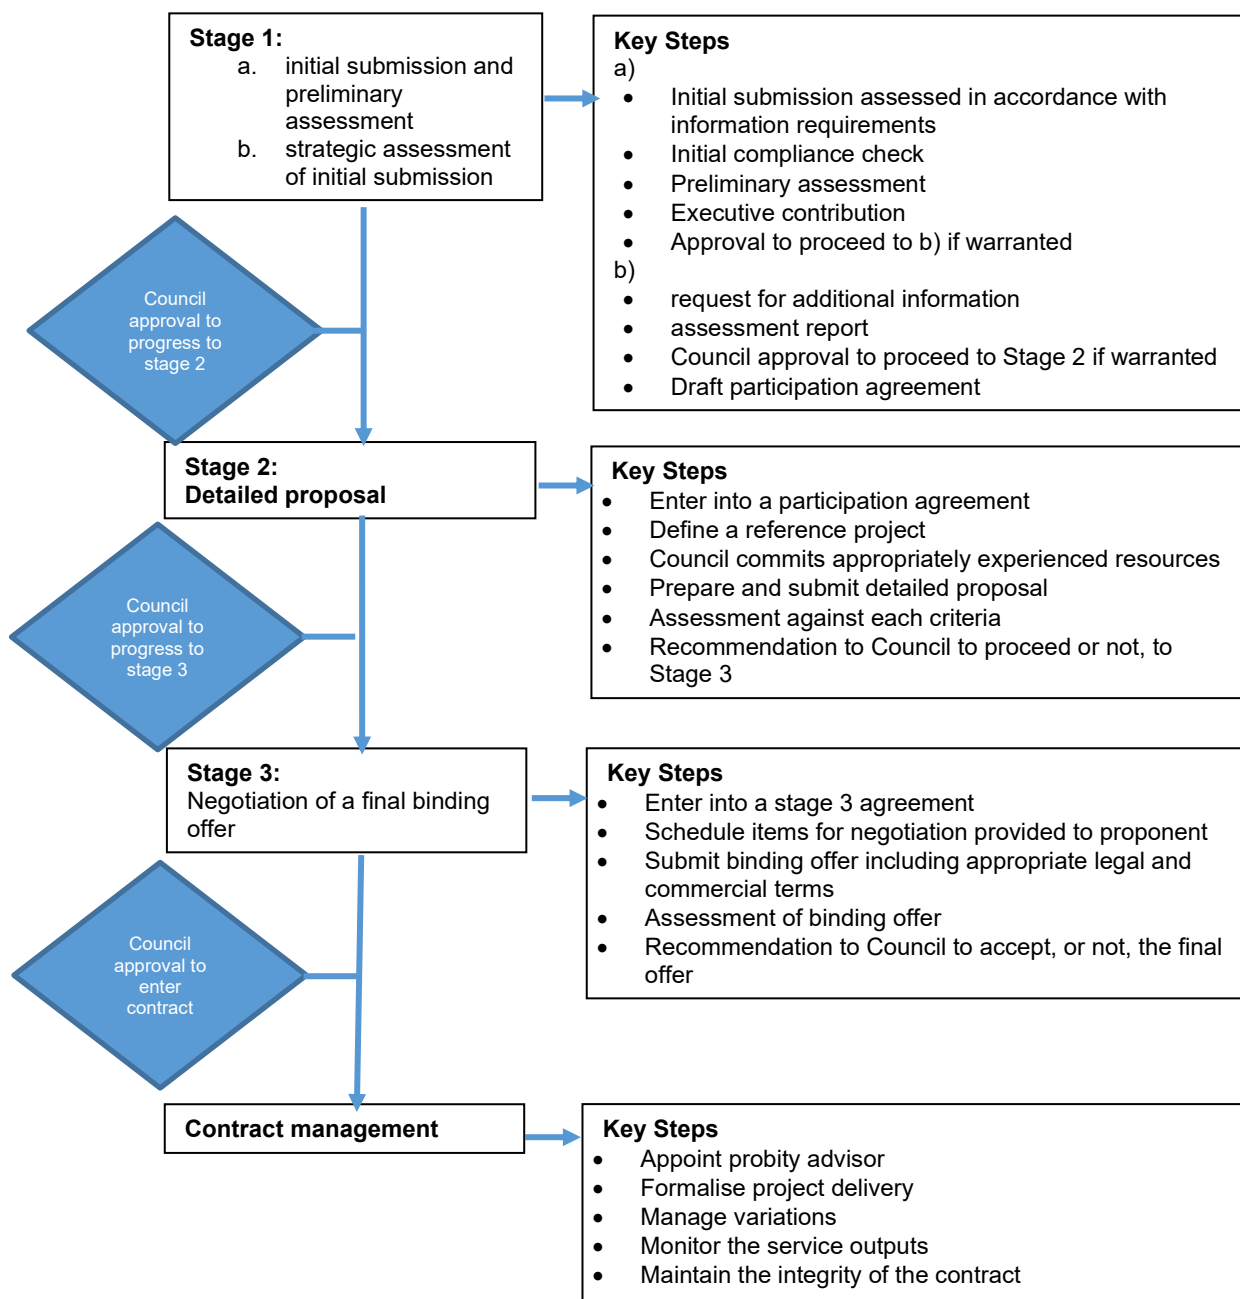 Stage 1:
a. initial submission and
preliminary
assessment
b. strategic assessment
of initial submission
Key Steps
a)
• Initial submission assessed in accordance with
information requirements
• Initial compliance check
• Preliminary assessment
• Executive contribution
• Approval to proceed to b) if warranted
b)
• request for additional information
• assessment report
• Council approval to proceed to Stage 2 if warranted
• Draft participation agreement
Council
approval to
progress to
stage 2
Stage 2:
Detailed proposal
Key Steps
• Enter into a participation agreement
• Define a reference project
• Council commits appropriately experienced resources
• Prepare and submit detailed proposal
• Assessment against each criteria
• Recommendation to Council to proceed or not, to
Stage 3
Council
approval to
progress to
stage 3
Stage 3:
Negotiation of a final binding
offer
Key Steps
• Enter into a stage 3 agreement
• Schedule items for negotiation provided to proponent
• Submit binding offer including appropriate legal and
commercial terms
• Assessment of binding offer
• Recommendation to Council to accept, or not, the final
offer
Council
approval to
enter
contract
Contract management
Key Steps
• Appoint probity advisor
• Formalise project delivery
• Manage variations
• Monitor the service outputs
• Maintain the integrity of the contract